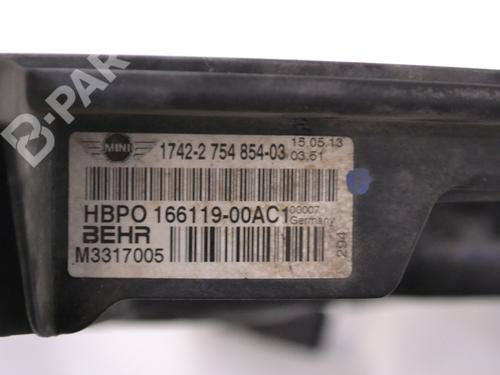 B-PAR
MINI 1742-2 754 854-03 15.05.13
03:51
HBPO 166119-00AC1 00007
Germany
BEHR
M3317005
294